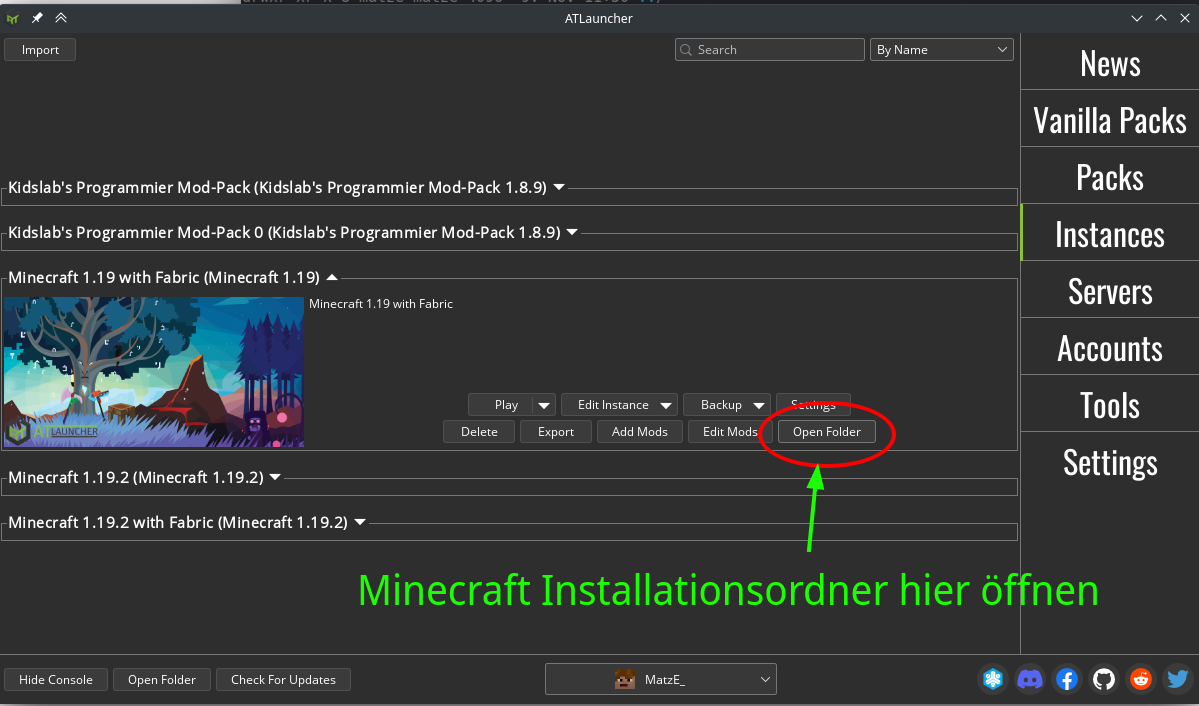 ATLauncher
Import
Search
By Name
News
Vanilla Packs
Packs
Instances
Servers
Accounts
Tools
Settings
Kidslab's Programmier Mod-Pack (Kidslab's Programmier Mod-Pack 1.8.9)
Kidslab's Programmier Mod-Pack 0 (Kidslab's Programmier Mod-Pack 1.8.9)
Minecraft 1.19 with Fabric (Minecraft 1.19)
Minecraft 1.19 with Fabric
ATLAUNCHER
Play Edit Instance Backup Settings
Delete Export Add Mods Edit Mods Open Folder
Minecraft 1.19.2 (Minecraft 1.19.2)
Minecraft 1.19.2 with Fabric (Minecraft 1.19.2)
Minecraft Installationsordner hier öffnen
Hide Console Open Folder Check For Updates
MatzE_